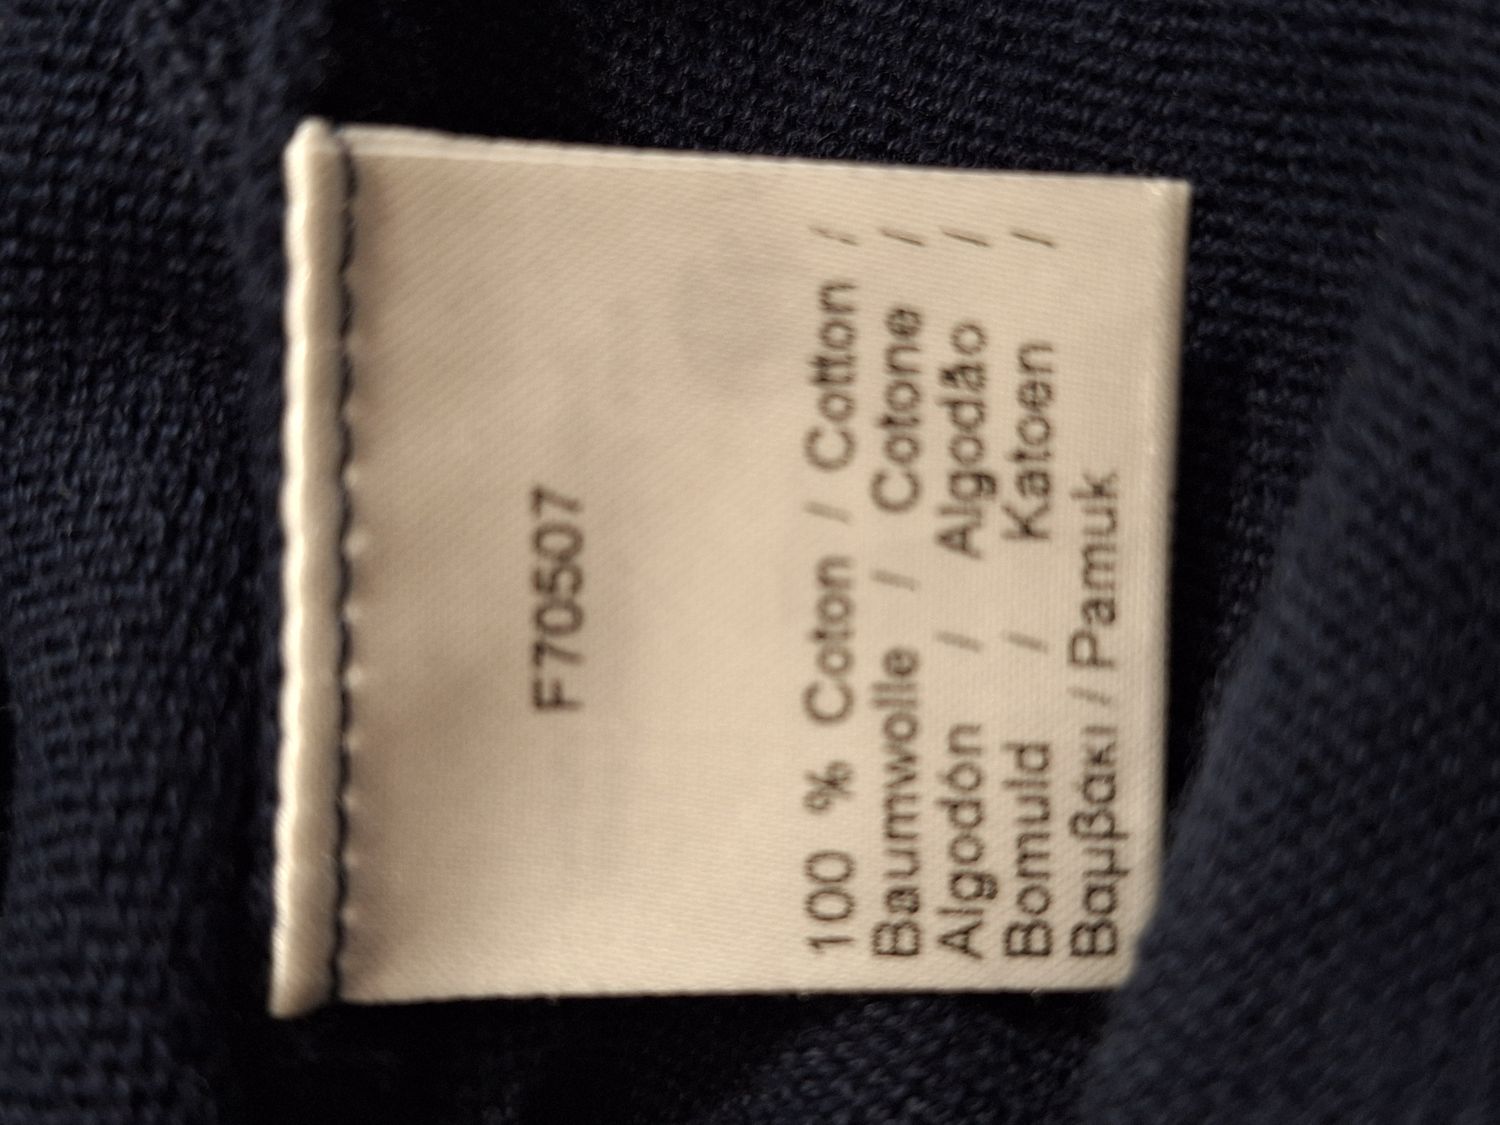 F70507
100 % Coton / Cotton /
Baumwolle / Cotone /
Algodón / Algodão /
Bomuld / Katoen /
Βαμβακι / Pamuk